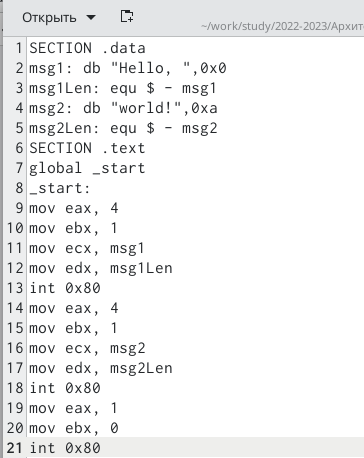 Открыть
~/work/study/2022-2023/Архит
1 SECTION .data
2 msg1: db "Hello, ",0x0
3 msg1Len: equ $ - msg1
4 msg2: db "world!",0xa
5 msg2Len: equ $ - msg2
6 SECTION .text
7 global _start
8 _start:
9 mov eax, 4
10 mov ebx, 1
11 mov ecx, msg1
12 mov edx, msg1Len
13 int 0x80
14 mov eax, 4
15 mov ebx, 1
16 mov ecx, msg2
17 mov edx, msg2Len
18 int 0x80
19 mov eax, 1
20 mov ebx, 0
21 int 0x80